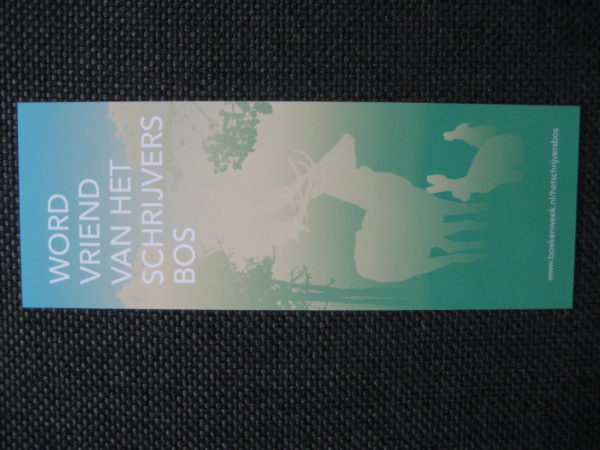 WORD
VRIEND
VAN HET
SCHRIJVERS
BOS
www.boekenweek.nl/hetschrijversbos